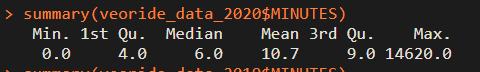 > summary(veoride_data_2020$MINUTES)
Min. 1st Qu. Median Mean 3rd Qu. Max.
0.0 4.0 6.0 10.7 9.0 14620.0